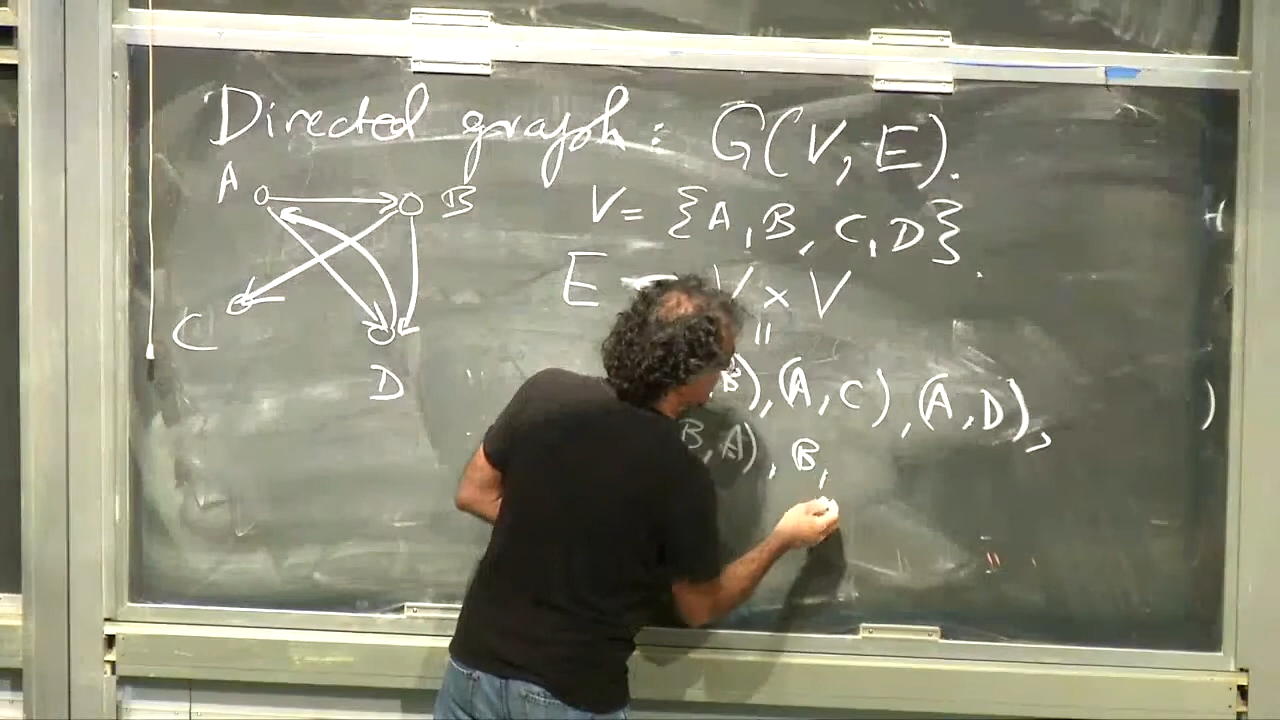 Directed graph: G(V, E).
A B
V = {A, B, C, D}.
E V × V
C
||
D
B), (A, C), (A, D),
B, A), B,